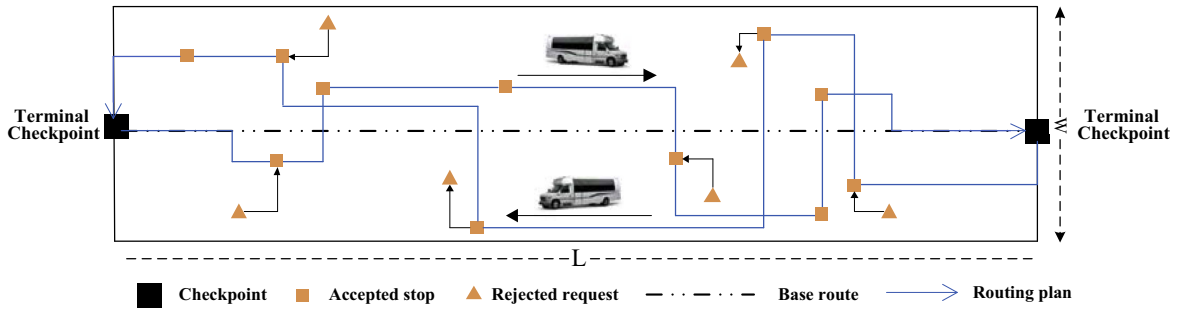 Terminal
Checkpoint
Terminal
Checkpoint
W
L
Checkpoint
Accepted stop
Rejected request
Base route
Routing plan